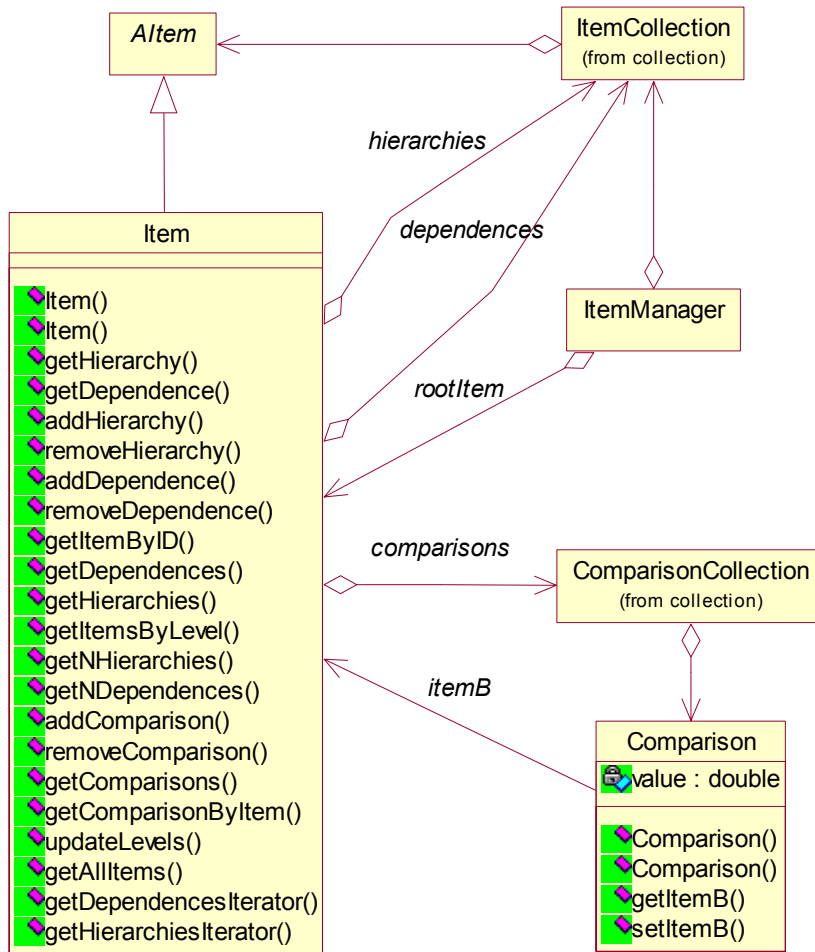 AItem
ItemCollection
(from collection)
hierarchies
dependences
Item
Item()
Item()
getHierarchy()
getDependence()
addHierarchy()
removeHierarchy()
addDependence()
removeDependence()
getItemByID()
getDependences()
getHierarchies()
getItemsByLevel()
getNHierarchies()
getNDependences()
addComparison()
removeComparison()
getComparisons()
getComparisonByItem()
updateLevels()
getAllItems()
getDependencesIterator()
getHierarchiesIterator()
ItemManager
rootItem
comparisons
ComparisonCollection
(from collection)
itemB
Comparison
value : double
Comparison()
Comparison()
getItemB()
setItemB()